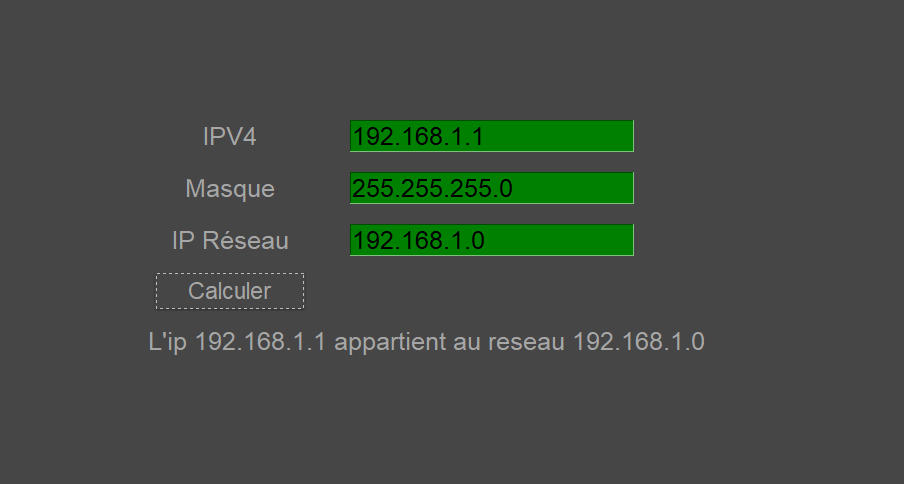 IPV4 192.168.1.1
Masque 255.255.255.0
IP Réseau 192.168.1.0
Calculer
L'ip 192.168.1.1 appartient au reseau 192.168.1.0